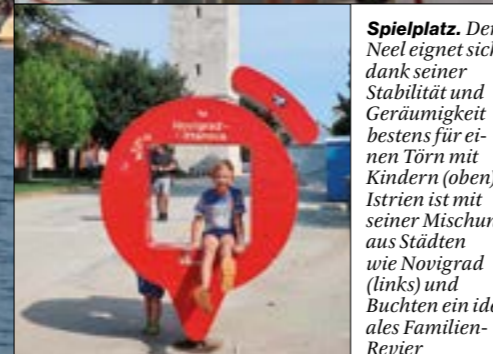 Novigrad-
Spielplatz. Der
Neel eignet sich
dank seiner
Stabilität und
Geräumigkeit
bestens für ei-
nen Törn mit
Kindern (oben)
Istrien ist mit
seiner Mischun
aus Städten
wie Novigrad
(links) und
Buchten ein ide
ales Familien-
Revier